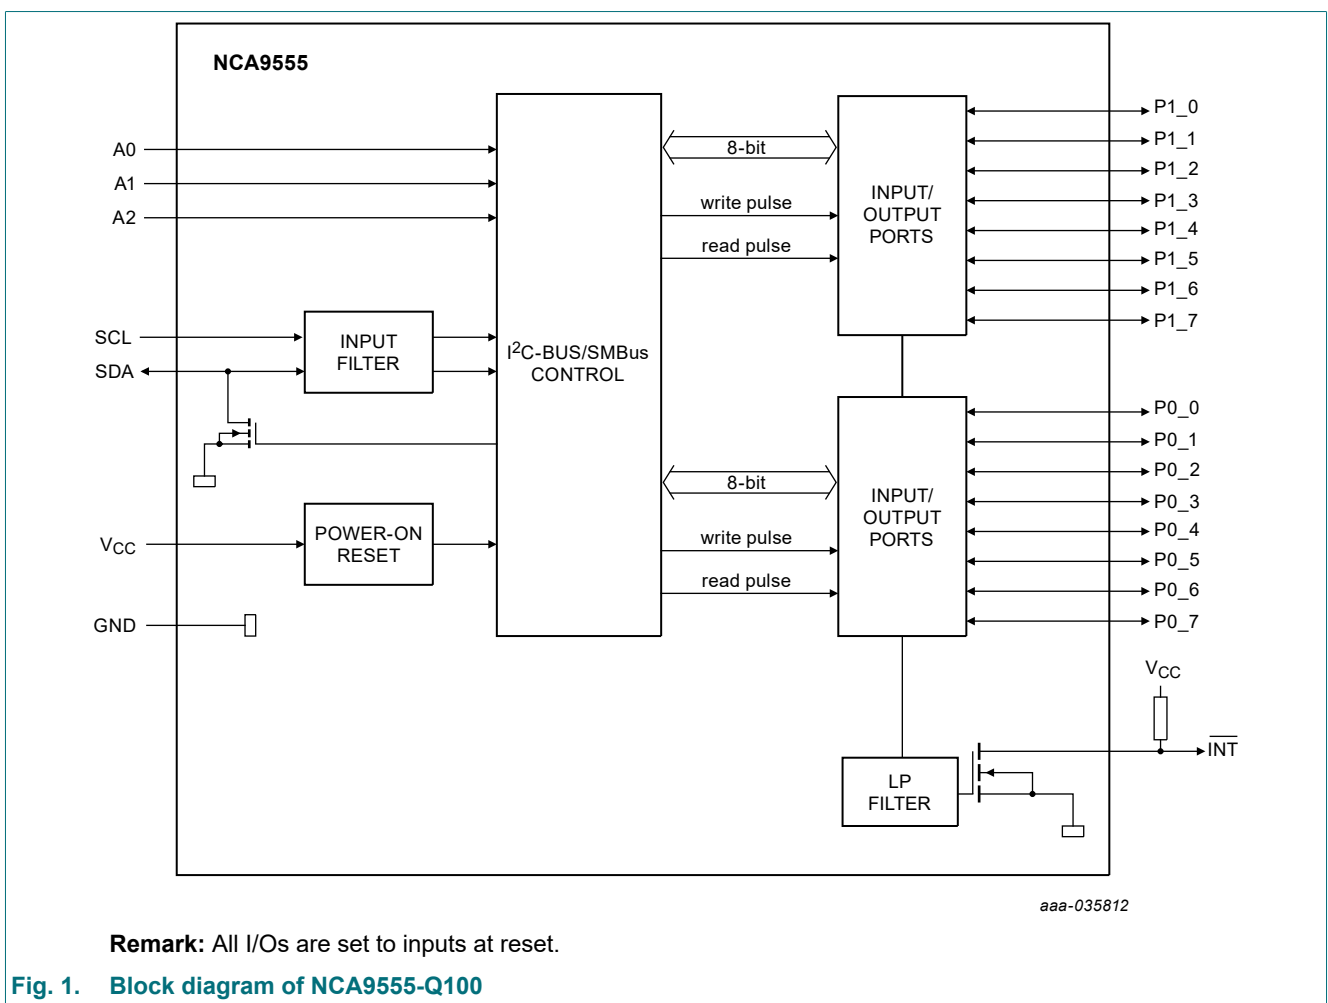 NCA9555
A0
A1
A2
SCL
SDA
VCC
GND
INPUT
FILTER
POWER-ON
RESET
I2C-BUS/SMBus
CONTROL
8-bit
write pulse
read pulse
8-bit
write pulse
read pulse
INPUT/
OUTPUT
PORTS
INPUT/
OUTPUT
PORTS
P1_0
P1_1
P1_2
P1_3
P1_4
P1_5
P1_6
P1_7
P0_0
P0_1
P0_2
P0_3
P0_4
P0_5
P0_6
P0_7
VCC
INT
LP
FILTER
aaa-035812
Remark: All I/Os are set to inputs at reset.
Fig. 1. Block diagram of NCA9555-Q100